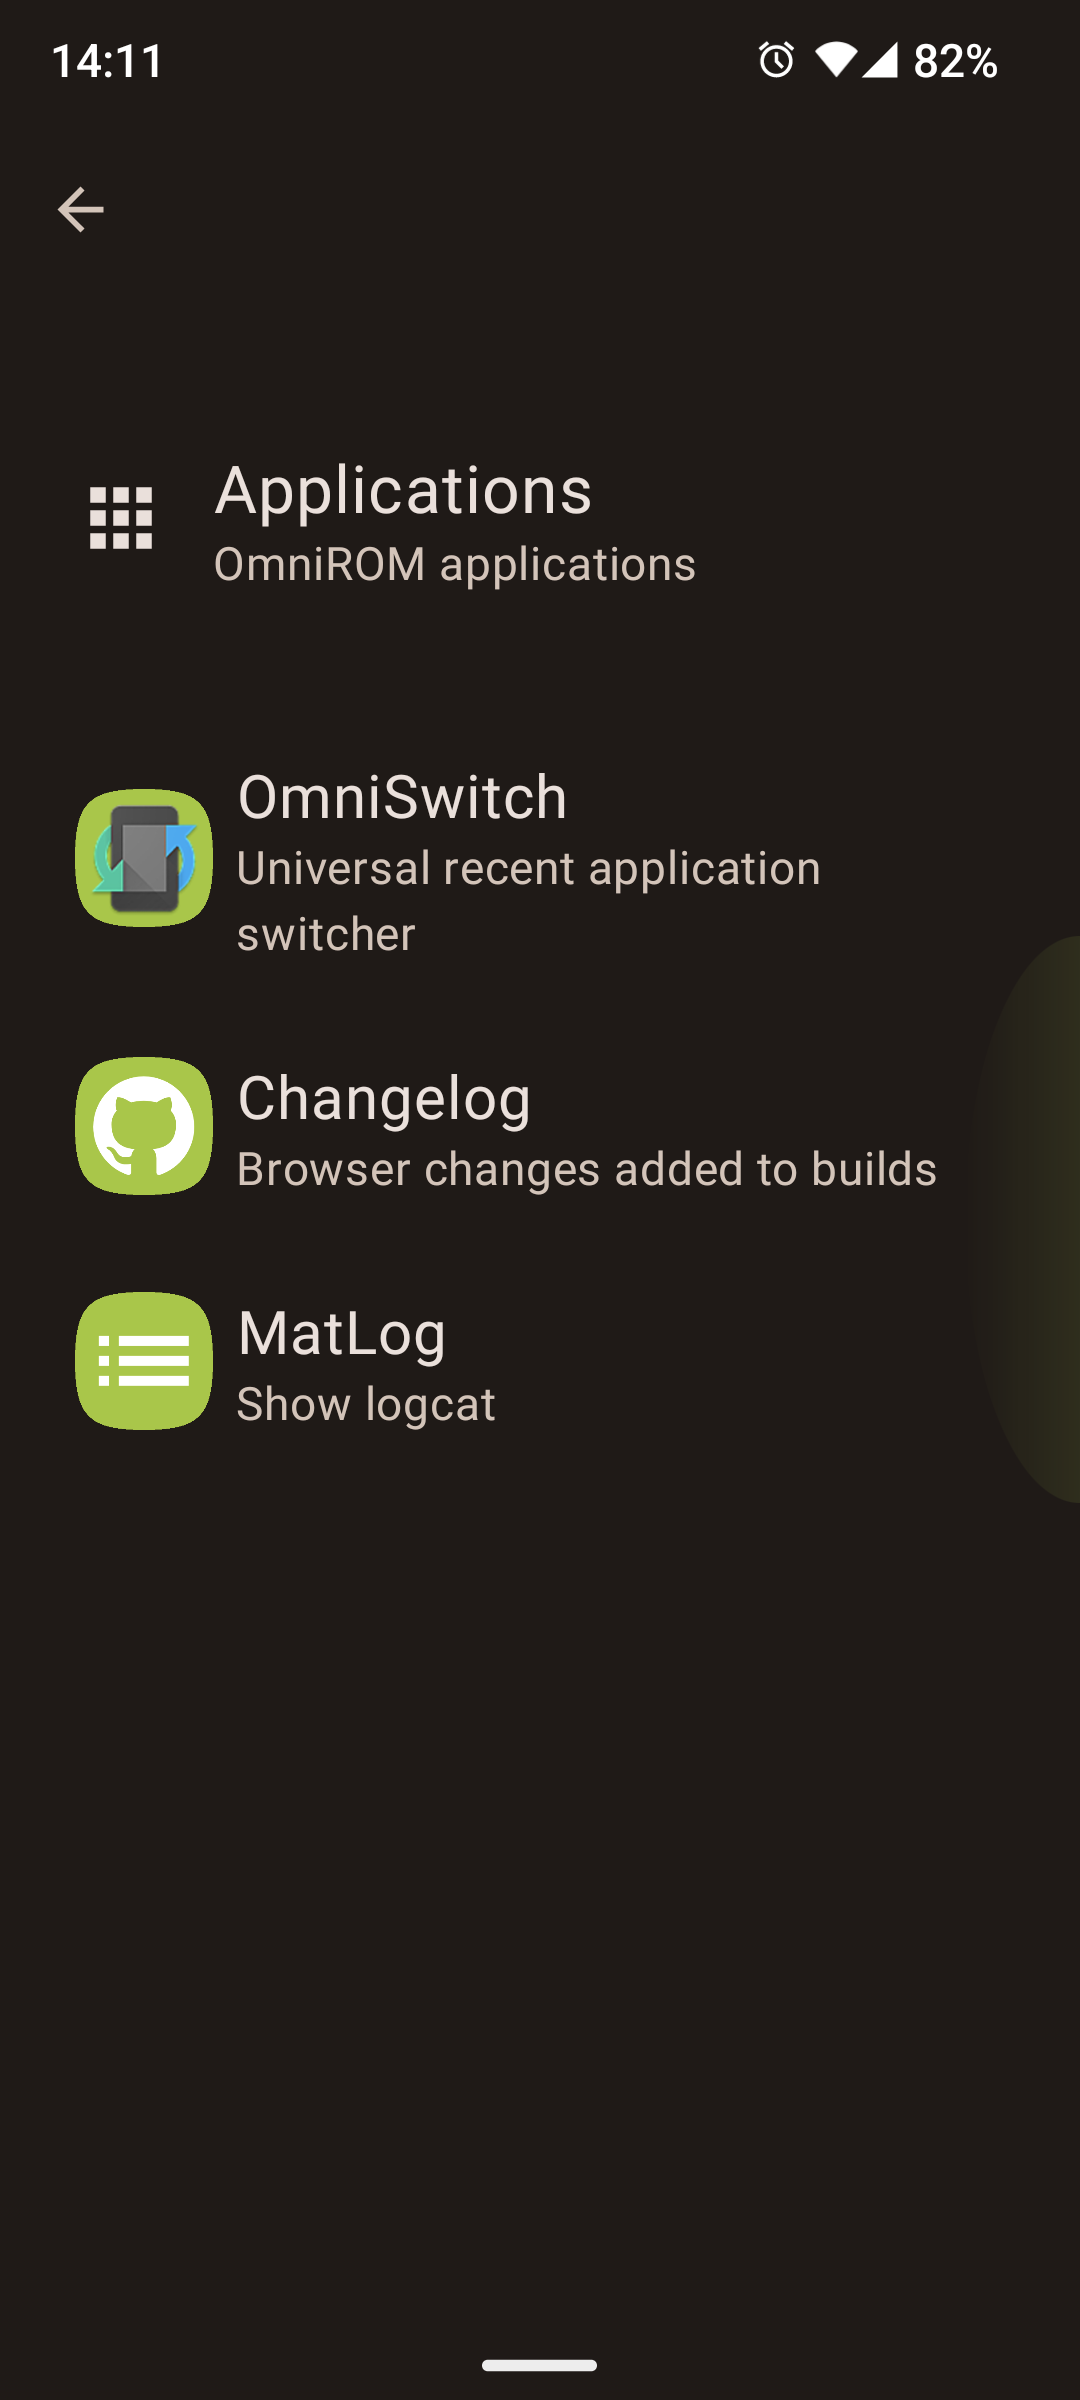 14:11 82%
Applications
OmniROM applications
OmniSwitch
Universal recent application
switcher
Changelog
Browser changes added to builds
MatLog
Show logcat